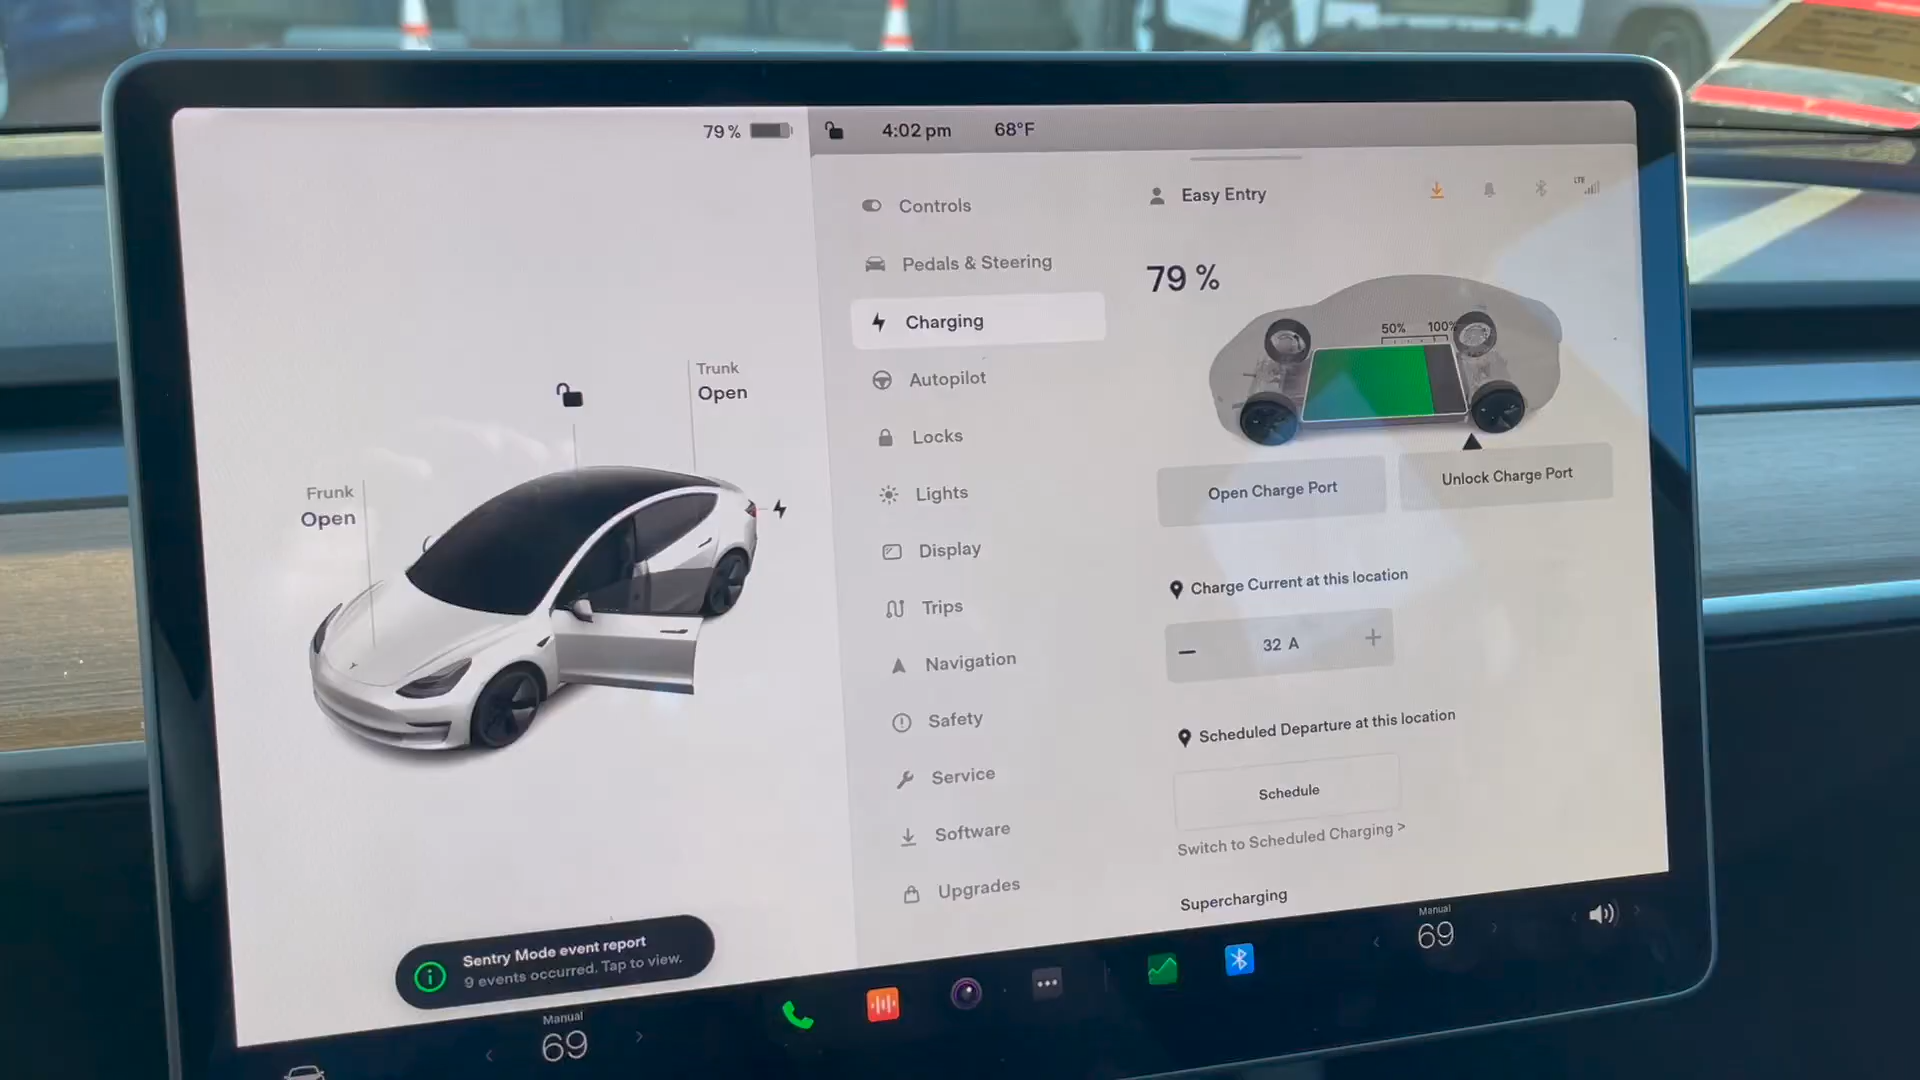 79 %
4:02 pm
68°F
Controls
Pedals & Steering
Charging
Autopilot
Locks
Lights
Display
Trips
Navigation
Safety
Service
Software
Upgrades
Easy Entry
LTE
79 %
50%
100%
Open Charge Port
Unlock Charge Port
Charge Current at this location
− 32 A +
Scheduled Departure at this location
Schedule
Switch to Scheduled Charging >
Supercharging
Trunk
Open
Frunk
Open
Sentry Mode event report
9 events occurred. Tap to view.
Manual
< 69 >
Manual
< 69 >